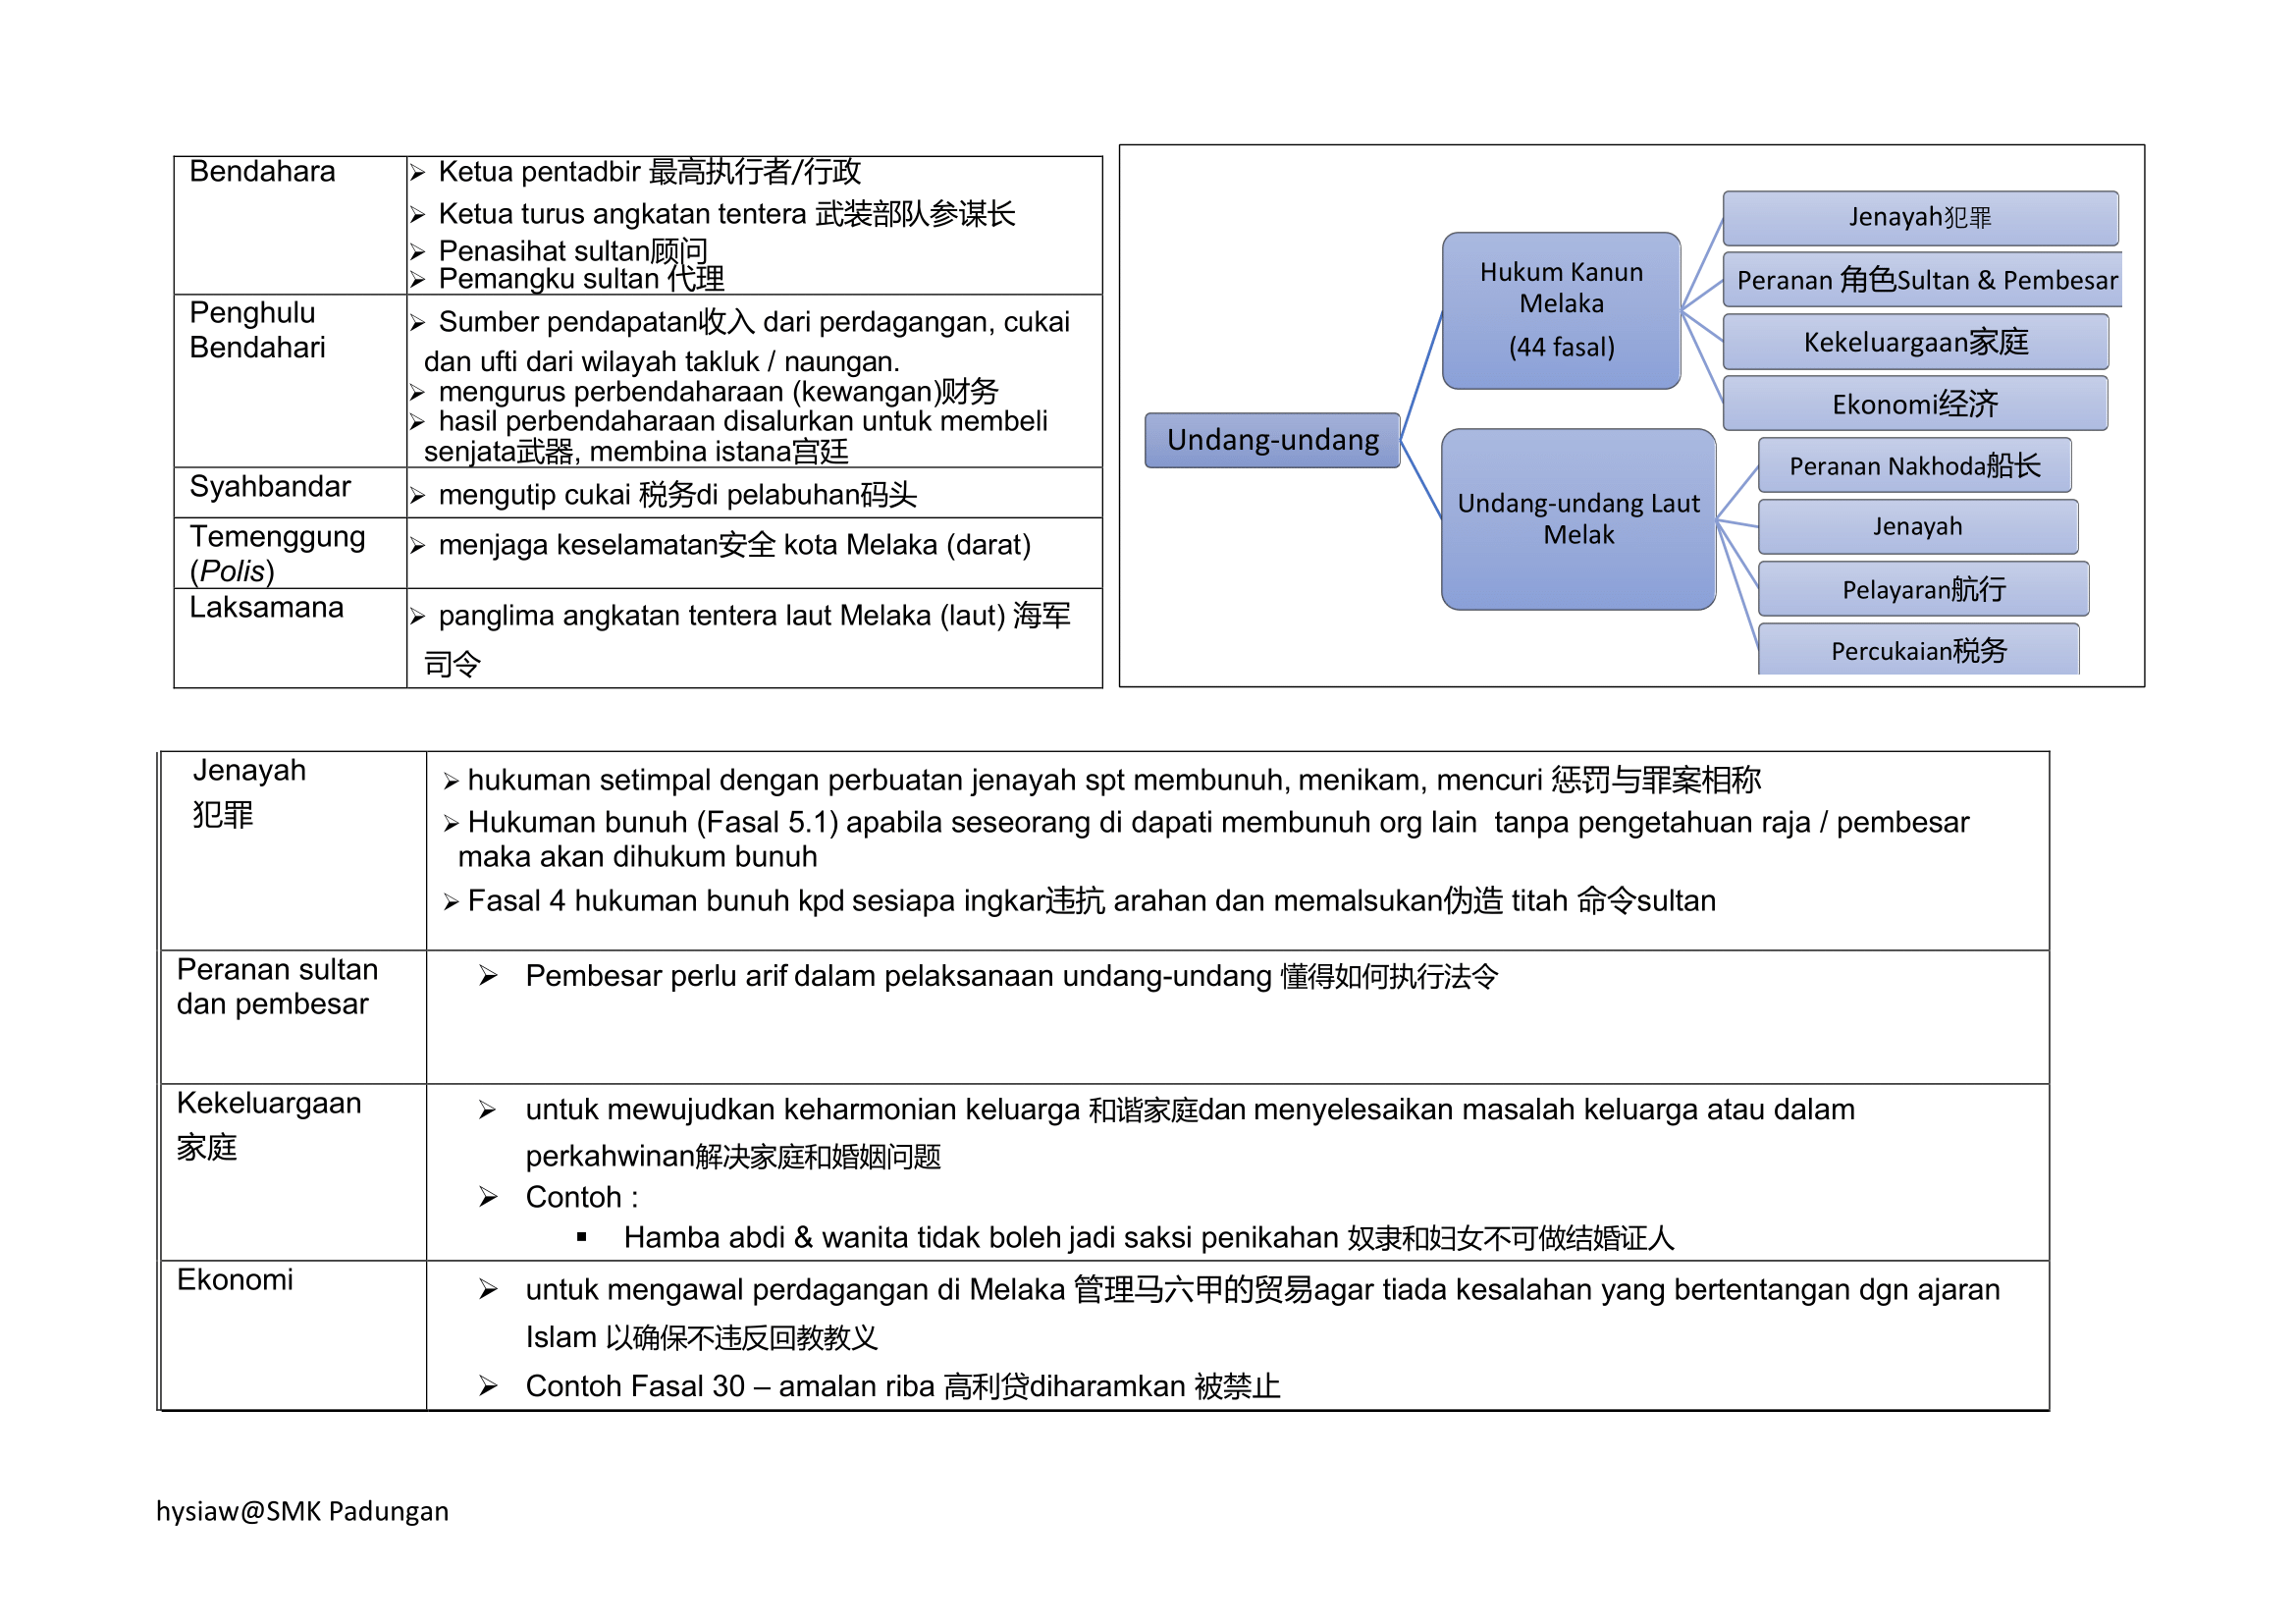 Bendahara
➢ Ketua pentadbir 最高执行者/行政
➢ Ketua turus angkatan tentera 武装部队参谋长
➢ Penasihat sultan顾问
➢ Pemangku sultan 代理
Penghulu
Bendahari
➢ Sumber pendapatan收入 dari perdagangan, cukai
dan ufti dari wilayah takluk / naungan.
➢ mengurus perbendaharaan (kewangan)财务
➢ hasil perbendaharaan disalurkan untuk membeli
senjata武器, membina istana宫廷
Syahbandar
➢ mengutip cukai 税务di pelabuhan码头
Temenggung
(Polis)
➢ menjaga keselamatan安全 kota Melaka (darat)
Laksamana
➢ panglima angkatan tentera laut Melaka (laut) 海军
司令
Undang-undang
Hukum Kanun
Melaka
(44 fasal)
Jenayah犯罪
Peranan 角色Sultan & Pembesar
Kekeluargaan家庭
Ekonomi经济
Undang-undang Laut
Melak
Peranan Nakhoda船长
Jenayah
Pelayaran航行
Percukaian税务
Jenayah
犯罪
➢ hukuman setimpal dengan perbuatan jenayah spt membunuh, menikam, mencuri 惩罚与罪案相称
➢ Hukuman bunuh (Fasal 5.1) apabila seseorang di dapati membunuh org lain  tanpa pengetahuan raja / pembesar
maka akan dihukum bunuh
➢ Fasal 4 hukuman bunuh kpd sesiapa ingkar违抗 arahan dan memalsukan伪造 titah 命令sultan
Peranan sultan
dan pembesar
➢ Pembesar perlu arif dalam pelaksanaan undang-undang 懂得如何执行法令
Kekeluargaan
家庭
➢ untuk mewujudkan keharmonian keluarga 和谐家庭dan menyelesaikan masalah keluarga atau dalam
perkahwinan解决家庭和婚姻问题
➢ Contoh :
▪ Hamba abdi & wanita tidak boleh jadi saksi penikahan 奴隶和妇女不可做结婚证人
Ekonomi
➢ untuk mengawal perdagangan di Melaka 管理马六甲的贸易agar tiada kesalahan yang bertentangan dgn ajaran
Islam 以确保不违反回教教义
➢ Contoh Fasal 30 – amalan riba 高利贷diharamkan 被禁止
hysiaw@SMK Padungan